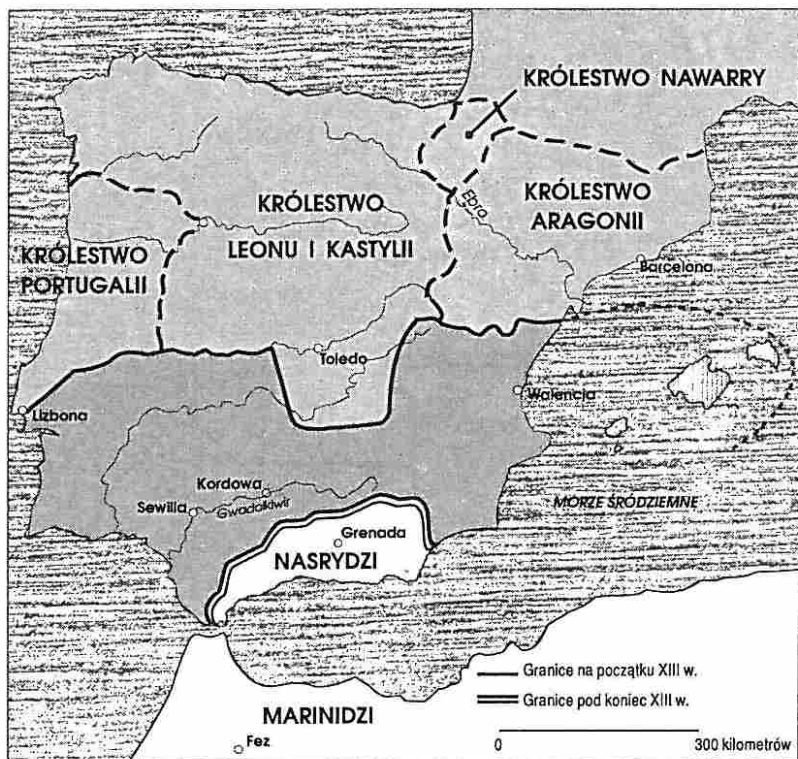 KRÓLESTWO NAWARRY
KRÓLESTWO
ARAGONII
Ebro
KRÓLESTWO
LEONU I KASTYLII
KRÓLESTWO
PORTUGALII
Barcelona
Toledo
Walencja
Lizbona
Kordowa
Sewilla
Gwadalkiwir
MORZE ŚRÓDZIEMNE
Grenada
NASRYDZI
Granice na początku XIII w.
Granice pod koniec XIII w.
MARINIDZI
Fez
0 300 kilometrów